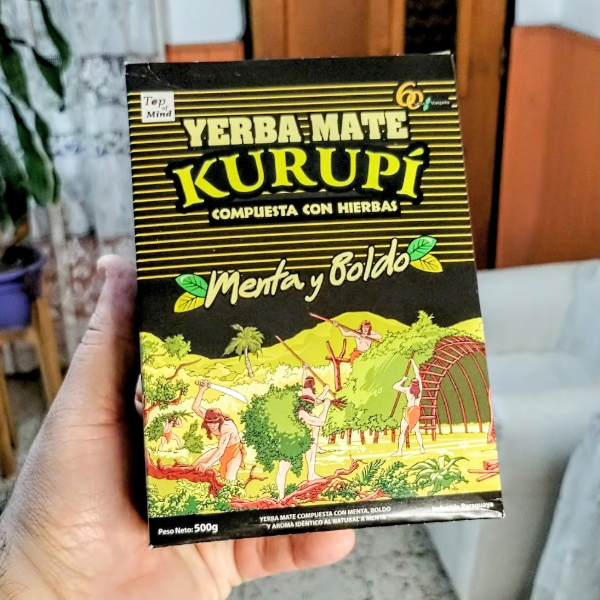 Top
of
Mind
60
YERBA MATE
KURUPÍ
COMPUESTA CON HIERBAS
Menta y Boldo
Peso Neto: 500g
YERBA MATE COMPUESTA CON MENTA, BOLDO
Y AROMA IDÉNTICO AL NATURAL A MENTA
Industria Paraguaya